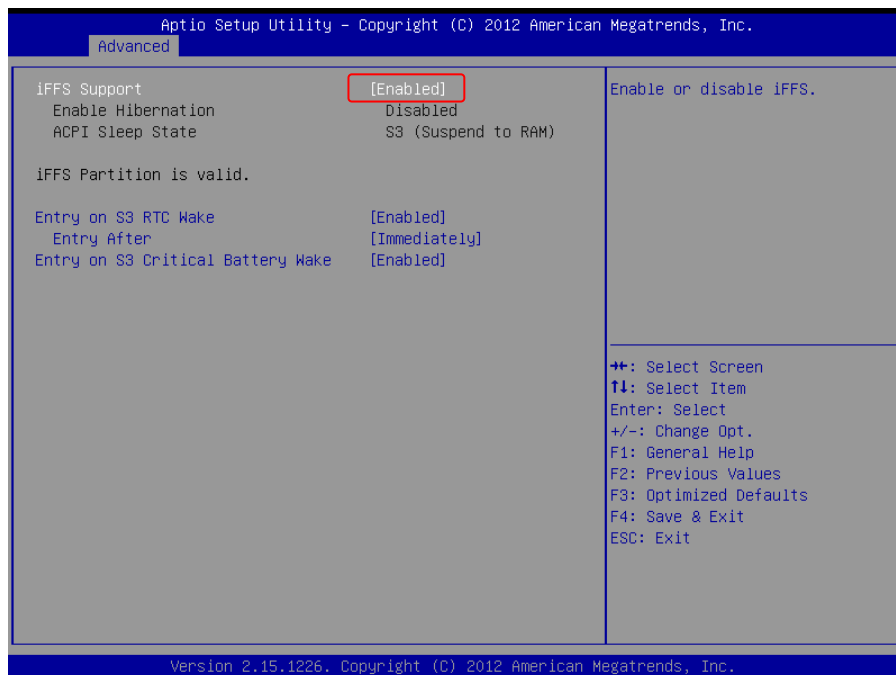 Aptio Setup Utility – Copyright (C) 2012 American Megatrends, Inc.
Advanced
iFFS Support [Enabled]
Enable Hibernation Disabled
ACPI Sleep State S3 (Suspend to RAM)
iFFS Partition is valid.
Entry on S3 RTC Wake [Enabled]
Entry After [Immediately]
Entry on S3 Critical Battery Wake [Enabled]
Enable or disable iFFS.
→←: Select Screen
↑↓: Select Item
Enter: Select
+/-: Change Opt.
F1: General Help
F2: Previous Values
F3: Optimized Defaults
F4: Save & Exit
ESC: Exit
Version 2.15.1226. Copyright (C) 2012 American Megatrends, Inc.